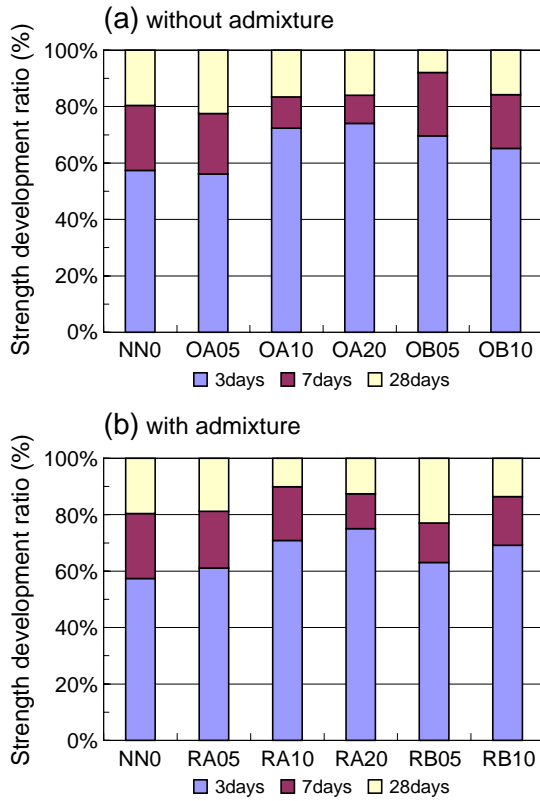 (a) without admixture
Strength development ratio (%)
100%
80%
60%
40%
20%
0%
NN0 OA05 OA10 OA20 OB05 OB10
3days 7days 28days
(b) with admixture
Strength development ratio (%)
100%
80%
60%
40%
20%
0%
NN0 RA05 RA10 RA20 RB05 RB10
3days 7days 28days